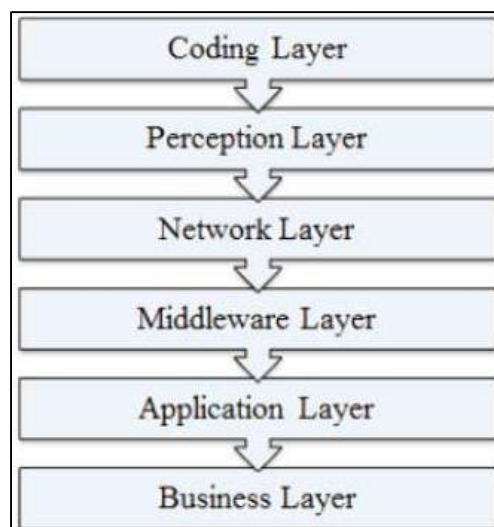 Coding Layer
Perception Layer
Network Layer
Middleware Layer
Application Layer
Business Layer